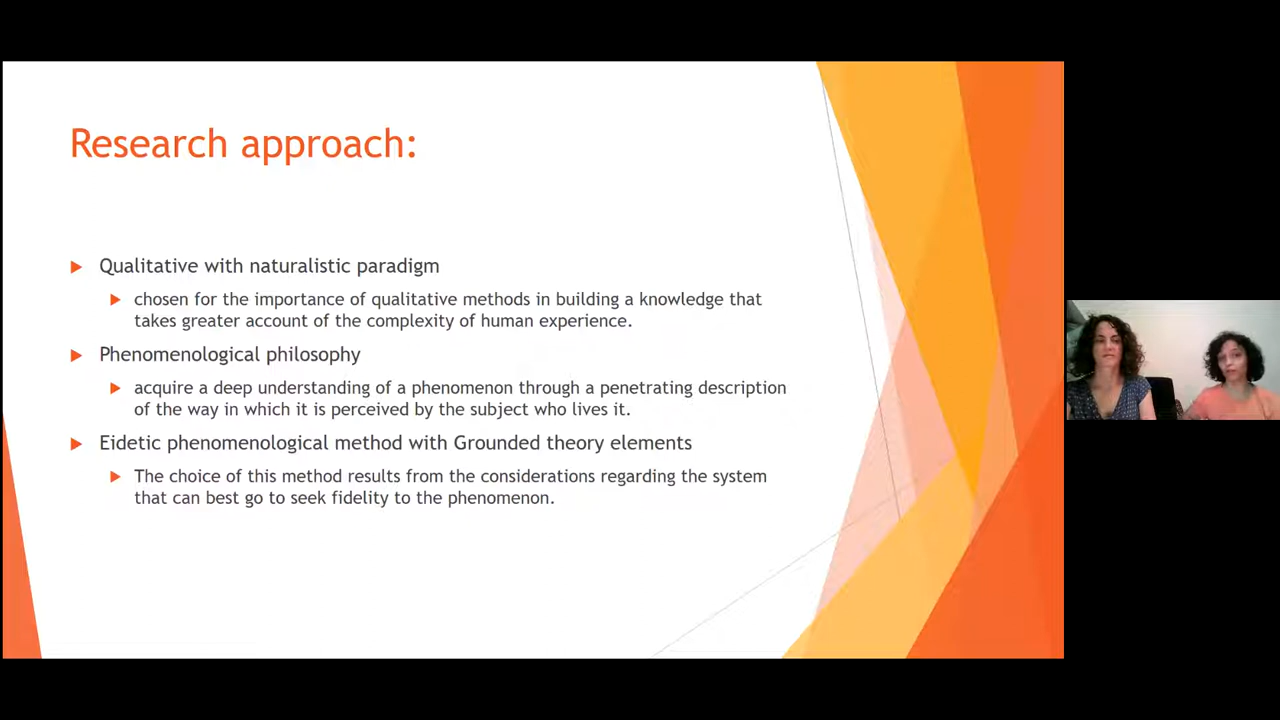 Research approach:
Qualitative with naturalistic paradigm
chosen for the importance of qualitative methods in building a knowledge that
takes greater account of the complexity of human experience.
Phenomenological philosophy
acquire a deep understanding of a phenomenon through a penetrating description
of the way in which it is perceived by the subject who lives it.
Eidetic phenomenological method with Grounded theory elements
The choice of this method results from the considerations regarding the system
that can best go to seek fidelity to the phenomenon.